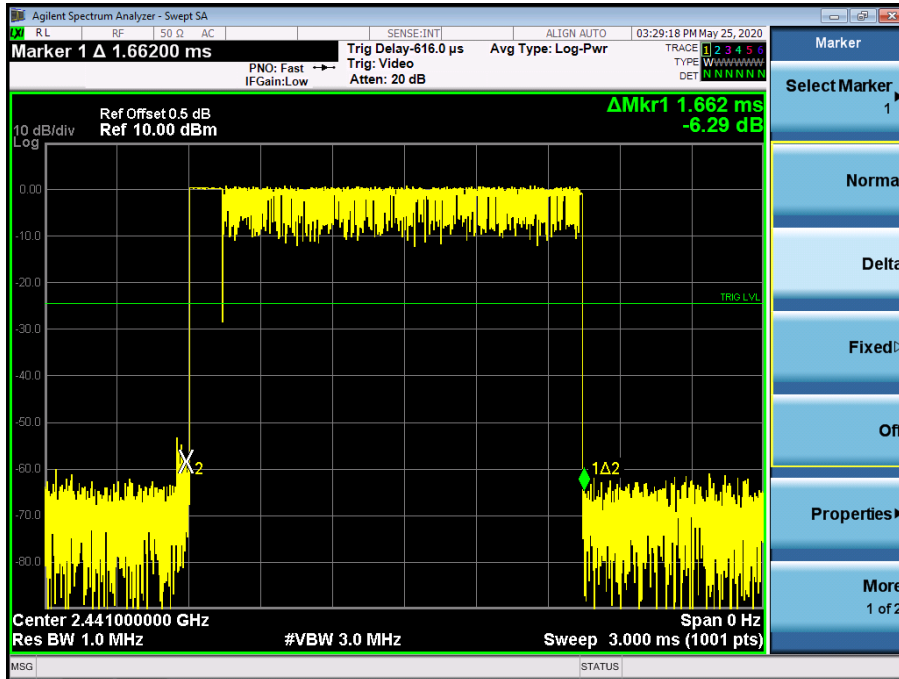 Agilent Spectrum Analyzer - Swept SA
LXI RL RF 50 Ω AC SENSE:INT ALIGN AUTO 03:29:18 PM May 25, 2020
Marker 1 Δ 1.66200 ms
PNO: Fast
IFGain:Low
Trig Delay-616.0 µs
Trig: Video
Atten: 20 dB
Avg Type: Log-Pwr
TRACE 1 2 3 4 5 6
TYPE WWWWWW
DET N N N N N N
ΔMkr1 1.662 ms
-6.29 dB
Ref Offset 0.5 dB
10 dB/div Ref 10.00 dBm
Log
0.00
-10.0
-20.0
TRIG LVL
-30.0
-40.0
-50.0
-60.0
2
1Δ2
-70.0
-80.0
Center 2.441000000 GHz Span 0 Hz
Res BW 1.0 MHz #VBW 3.0 MHz Sweep 3.000 ms (1001 pts)
MSG STATUS
Marker
Select Marker
1
Norma
Delta
Fixed
Off
Properties
More
1 of 2